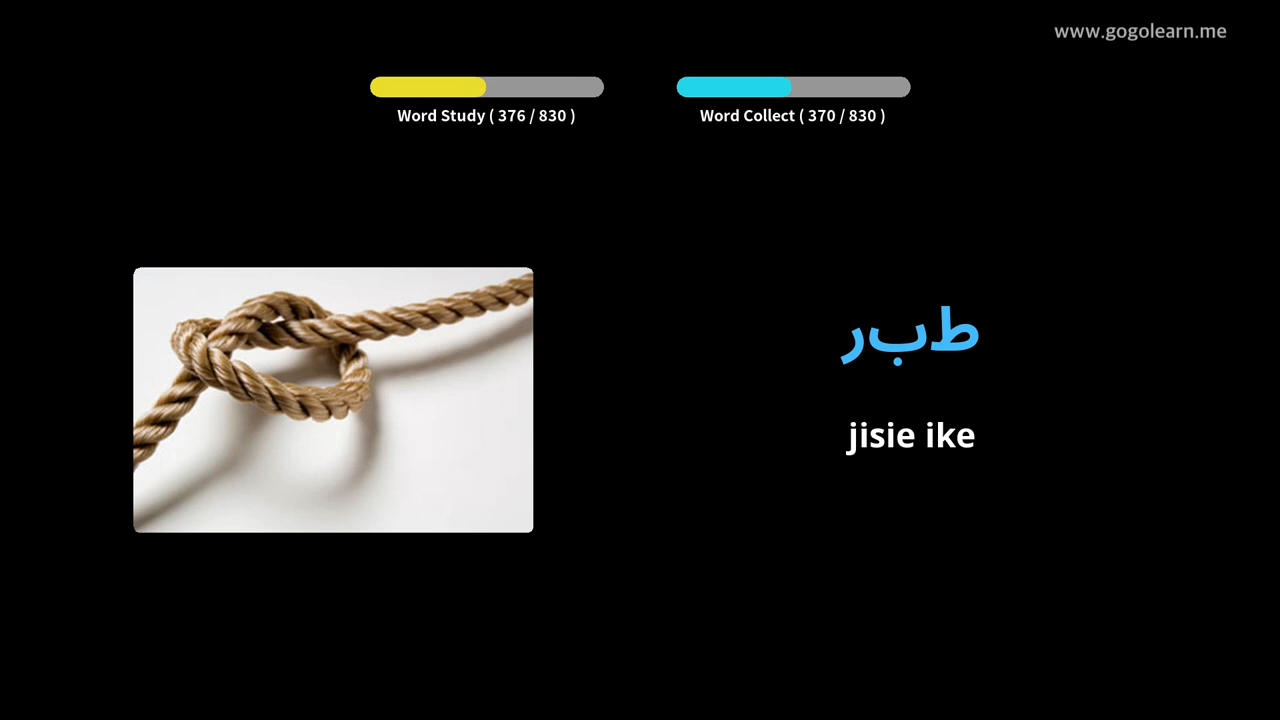 www.gogolearn.me
Word Study ( 376 / 830 )
Word Collect ( 370 / 830 )
طبر
jisie ike